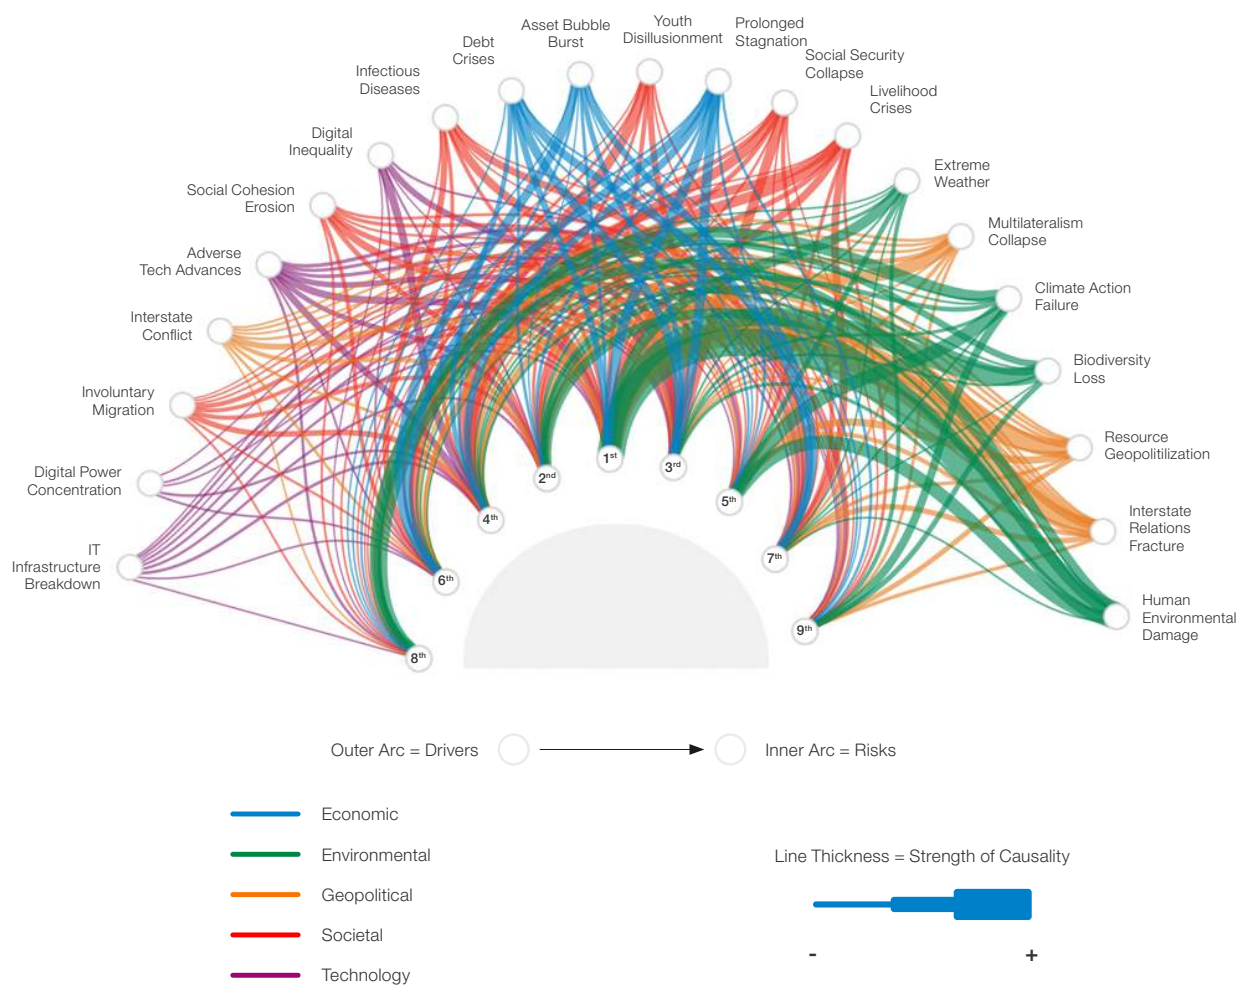 Asset Bubble
Burst
Youth
Disillusionment
Prolonged
Stagnation
Debt
Crises
Social Security
Collapse
Infectious
Diseases
Livelihood
Crises
Digital
Inequality
Extreme
Weather
Social Cohesion
Erosion
Multilateralism
Collapse
Adverse
Tech Advances
Climate Action
Failure
Interstate
Conflict
Biodiversity
Loss
Involuntary
Migration
Resource
Geopolitilization
Digital Power
Concentration
Interstate
Relations
Fracture
IT
Infrastructure
Breakdown
Human
Environmental
Damage
1st
2nd
3rd
4th
5th
6th
7th
8th
9th
Outer Arc = Drivers
Inner Arc = Risks
Economic
Environmental
Geopolitical
Societal
Technology
Line Thickness = Strength of Causality
- +